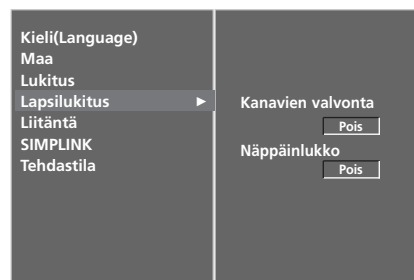 Kieli(Language)
Maa
Lukitus
Lapsilukitus ►
Liitäntä
SIMPLINK
Tehdastila
Kanavien valvonta
Pois
Näppäinlukko
Pois